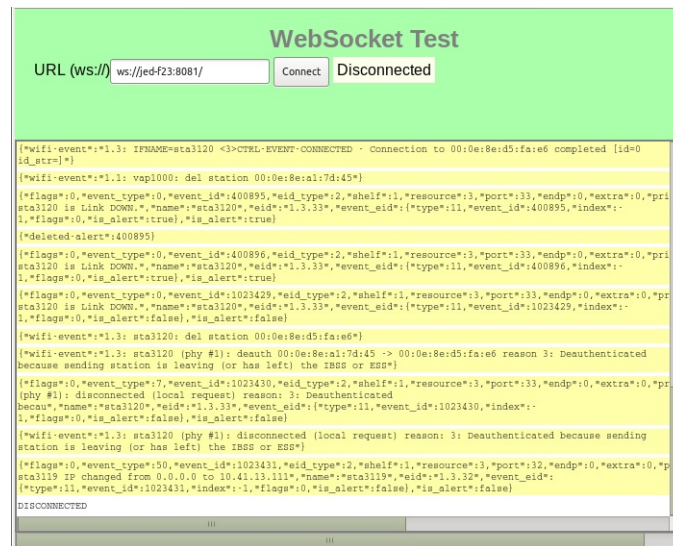 WebSocket Test
URL (ws://) ws://jed-f23:8081/ Connect Disconnected
{"wifi-event":"1.3: IFNAME=sta3120 <3>CTRL-EVENT-CONNECTED - Connection to 00:0e:8e:d5:fa:e6 completed [id=0
id_str=]"}
{"wifi-event":"1.1: vap1000: del station 00:0e:8e:a1:7d:45"}
{"flags":0,"event_type":0,"event_id":400895,"eid_type":2,"shelf":1,"resource":3,"port":33,"endp":0,"extra":0,"pri
sta3120 is Link DOWN.","name":"sta3120","eid":"1.3.33","event_eid":{"type":11,"event_id":400895,"index":-
1,"flags":0,"is_alert":true},"is_alert":true}
{"deleted-alert":400895}
{"flags":0,"event_type":0,"event_id":400896,"eid_type":2,"shelf":1,"resource":3,"port":33,"endp":0,"extra":0,"pri
sta3120 is Link DOWN.","name":"sta3120","eid":"1.3.33","event_eid":{"type":11,"event_id":400896,"index":-
1,"flags":0,"is_alert":true},"is_alert":true}
{"flags":0,"event_type":0,"event_id":1023429,"eid_type":2,"shelf":1,"resource":3,"port":33,"endp":0,"extra":0,"pr
sta3120 is Link DOWN.","name":"sta3120","eid":"1.3.33","event_eid":{"type":11,"event_id":1023429,"index":-
1,"flags":0,"is_alert":false},"is_alert":false}
{"wifi-event":"1.3: sta3120: del station 00:0e:8e:d5:fa:e6"}
{"wifi-event":"1.3: sta3120 (phy #1): deauth 00:0e:8e:a1:7d:45 -> 00:0e:8e:d5:fa:e6 reason 3: Deauthenticated
because sending station is leaving (or has left) the IBSS or ESS"}
{"flags":0,"event_type":7,"event_id":1023430,"eid_type":2,"shelf":1,"resource":3,"port":33,"endp":0,"extra":0,"pr
(phy #1): disconnected (local request) reason: 3: Deauthenticated
becau","name":"sta3120","eid":"1.3.33","event_eid":{"type":11,"event_id":1023430,"index":-
1,"flags":0,"is_alert":false},"is_alert":false}
{"wifi-event":"1.3: sta3120 (phy #1): disconnected (local request) reason: 3: Deauthenticated because sending
station is leaving (or has left) the IBSS or ESS"}
{"flags":0,"event_type":50,"event_id":1023431,"eid_type":2,"shelf":1,"resource":3,"port":32,"endp":0,"extra":0,"p
sta3119 IP changed from 0.0.0.0 to 10.41.13.111","name":"sta3119","eid":"1.3.32","event_eid":
{"type":11,"event_id":1023431,"index":-1,"flags":0,"is_alert":false},"is_alert":false}
DISCONNECTED